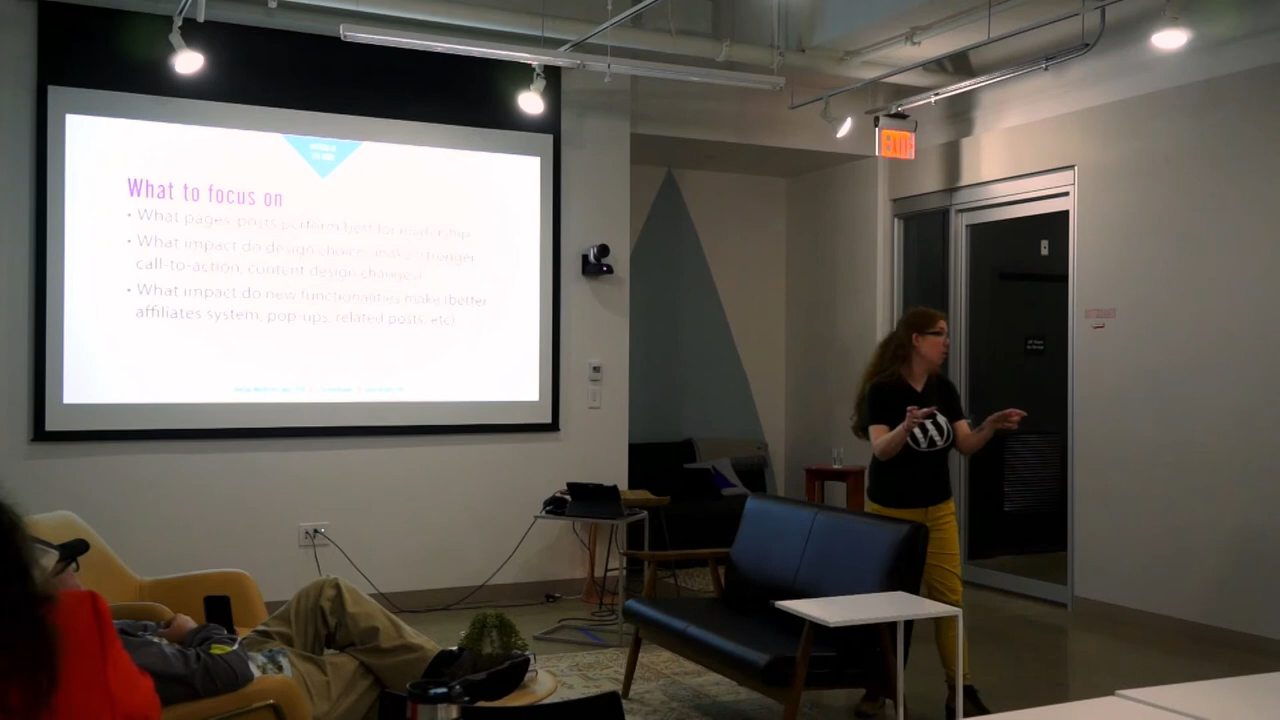 What to focus on
• What pages, posts perform best for readership
• What impact do design choices make (stronger
call-to-action, content design changes)
• What impact do new functionalities make (better
affiliates system, pop-ups, related posts, etc)
EXIT
W